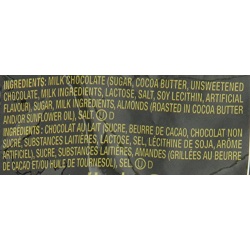 INGREDIENTS: MILK CHOCOLATE (SUGAR, COCOA BUTTER, UNSWEETENED
CHOCOLATE, MILK INGREDIENTS, LACTOSE, SALT, SOY LECITHIN, ARTIFICIAL
FLAVOUR), SUGAR, MILK INGREDIENTS, ALMONDS (ROASTED IN COCOA BUTTER
AND/OR SUNFLOWER OIL), SALT. Ⓤ D
INGRÉDIENTS : CHOCOLAT AU LAIT (SUCRE, BEURRE DE CACAO, CHOCOLAT NON
SUCRÉ, SUBSTANCES LAITIÈRES, LACTOSE, SEL, LÉCITHINE DE SOJA, ARÔME
ARTIFICIEL), SUCRE, SUBSTANCES LAITIÈRES, AMANDES (GRILLÉES AU BEURRE
DE CACAO ET/OU HUILE DE TOURNESOL), SEL Ⓤ D